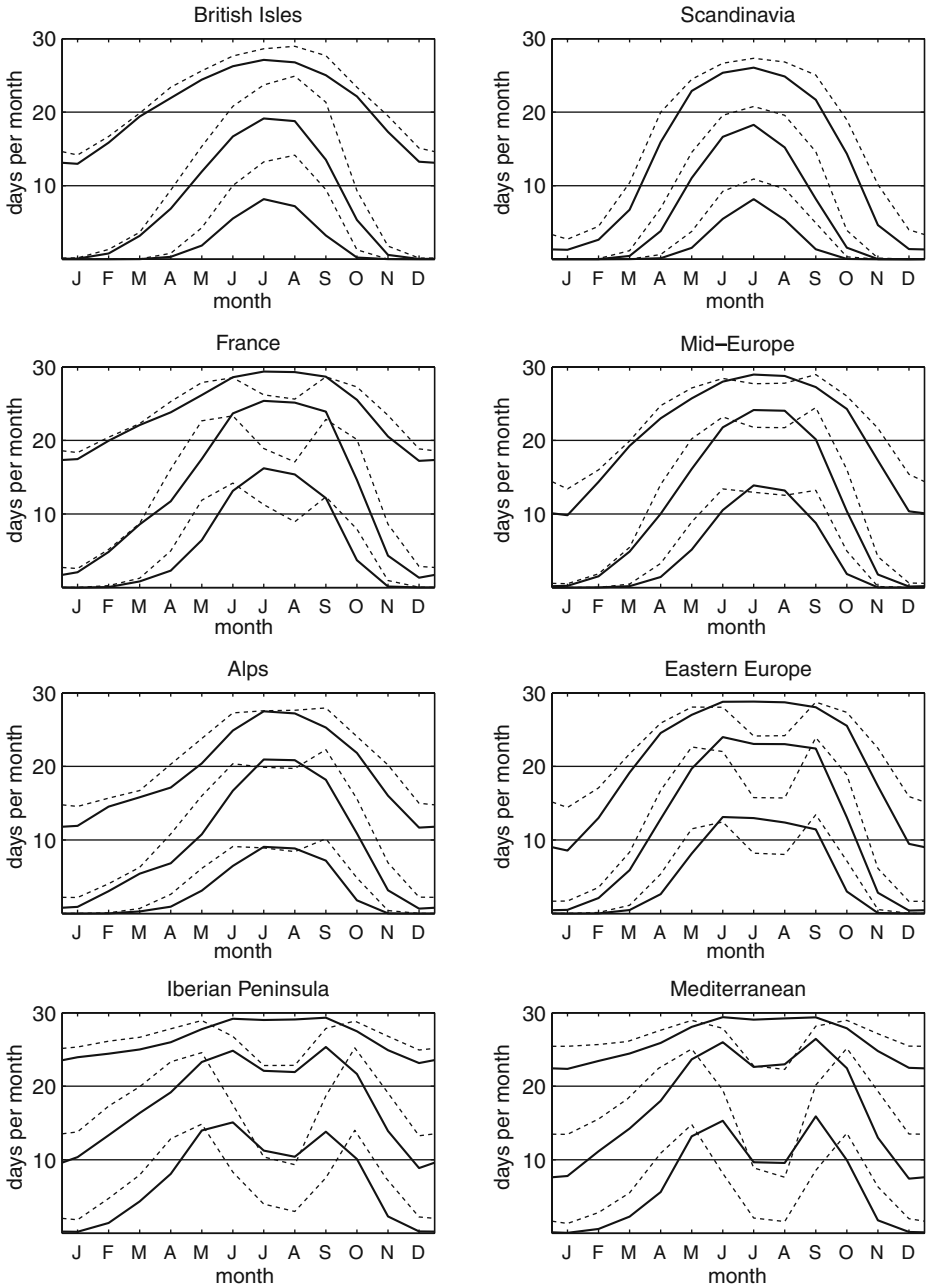 British Isles
Scandinavia
30
20
10
days per month
J F M A M J J A S O N D
month
30
20
10
days per month
J F M A M J J A S O N D
month
France
Mid–Europe
30
20
10
days per month
J F M A M J J A S O N D
month
30
20
10
days per month
J F M A M J J A S O N D
month
Alps
Eastern Europe
30
20
10
days per month
J F M A M J J A S O N D
month
30
20
10
days per month
J F M A M J J A S O N D
month
Iberian Peninsula
Mediterranean
30
20
10
days per month
J F M A M J J A S O N D
month
30
20
10
days per month
J F M A M J J A S O N D
month